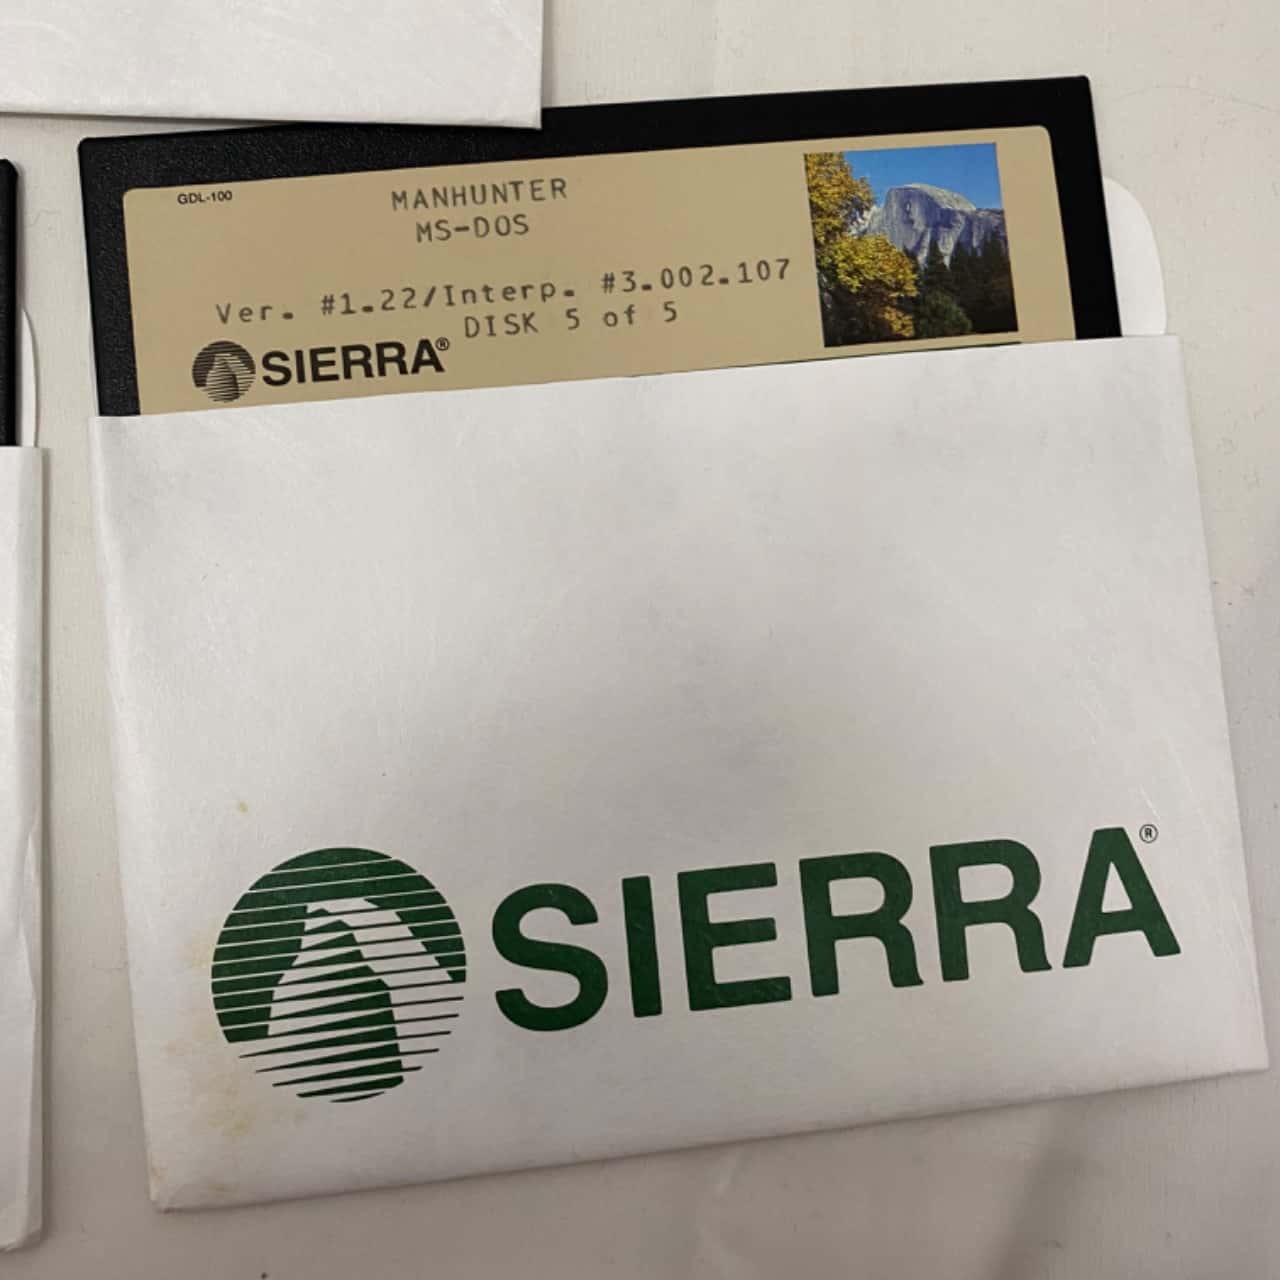 GDL-100
MANHUNTER
MS-DOS
Ver. #1.22/Interp. #3.002.107
DISK 5 of 5
SIERRA®
SIERRA®